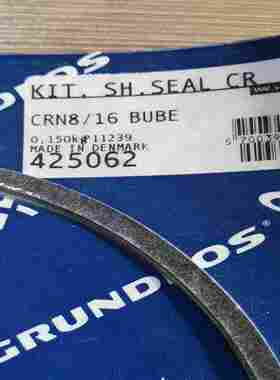 KIT. SH.SEAL CR
CRN8/16 BUBE
0,150kg P11239
MADE IN DENMARK
425062
GRUNDFOS